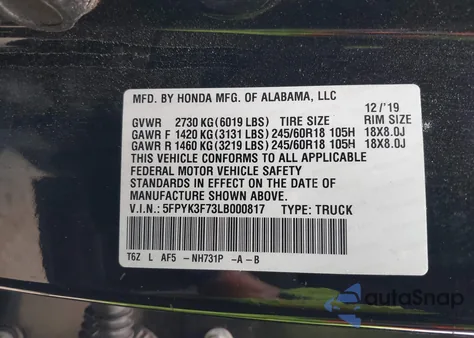 MFD. BY HONDA MFG. OF ALABAMA, LLC
12/'19
GVWR 2730 KG(6019 LBS) TIRE SIZE RIM SIZE
GAWR F 1420 KG(3131 LBS) 245/60R18 105H 18X8.0J
GAWR R 1460 KG(3219 LBS) 245/60R18 105H 18X8.0J
THIS VEHICLE CONFORMS TO ALL APPLICABLE
FEDERAL MOTOR VEHICLE SAFETY
STANDARDS IN EFFECT ON THE DATE OF
MANUFACTURE SHOWN ABOVE.
V.I.N.: 5FPYK3F73LB000817 TYPE: TRUCK
T6Z L AF5 -NH731P -A -B
autoSnap